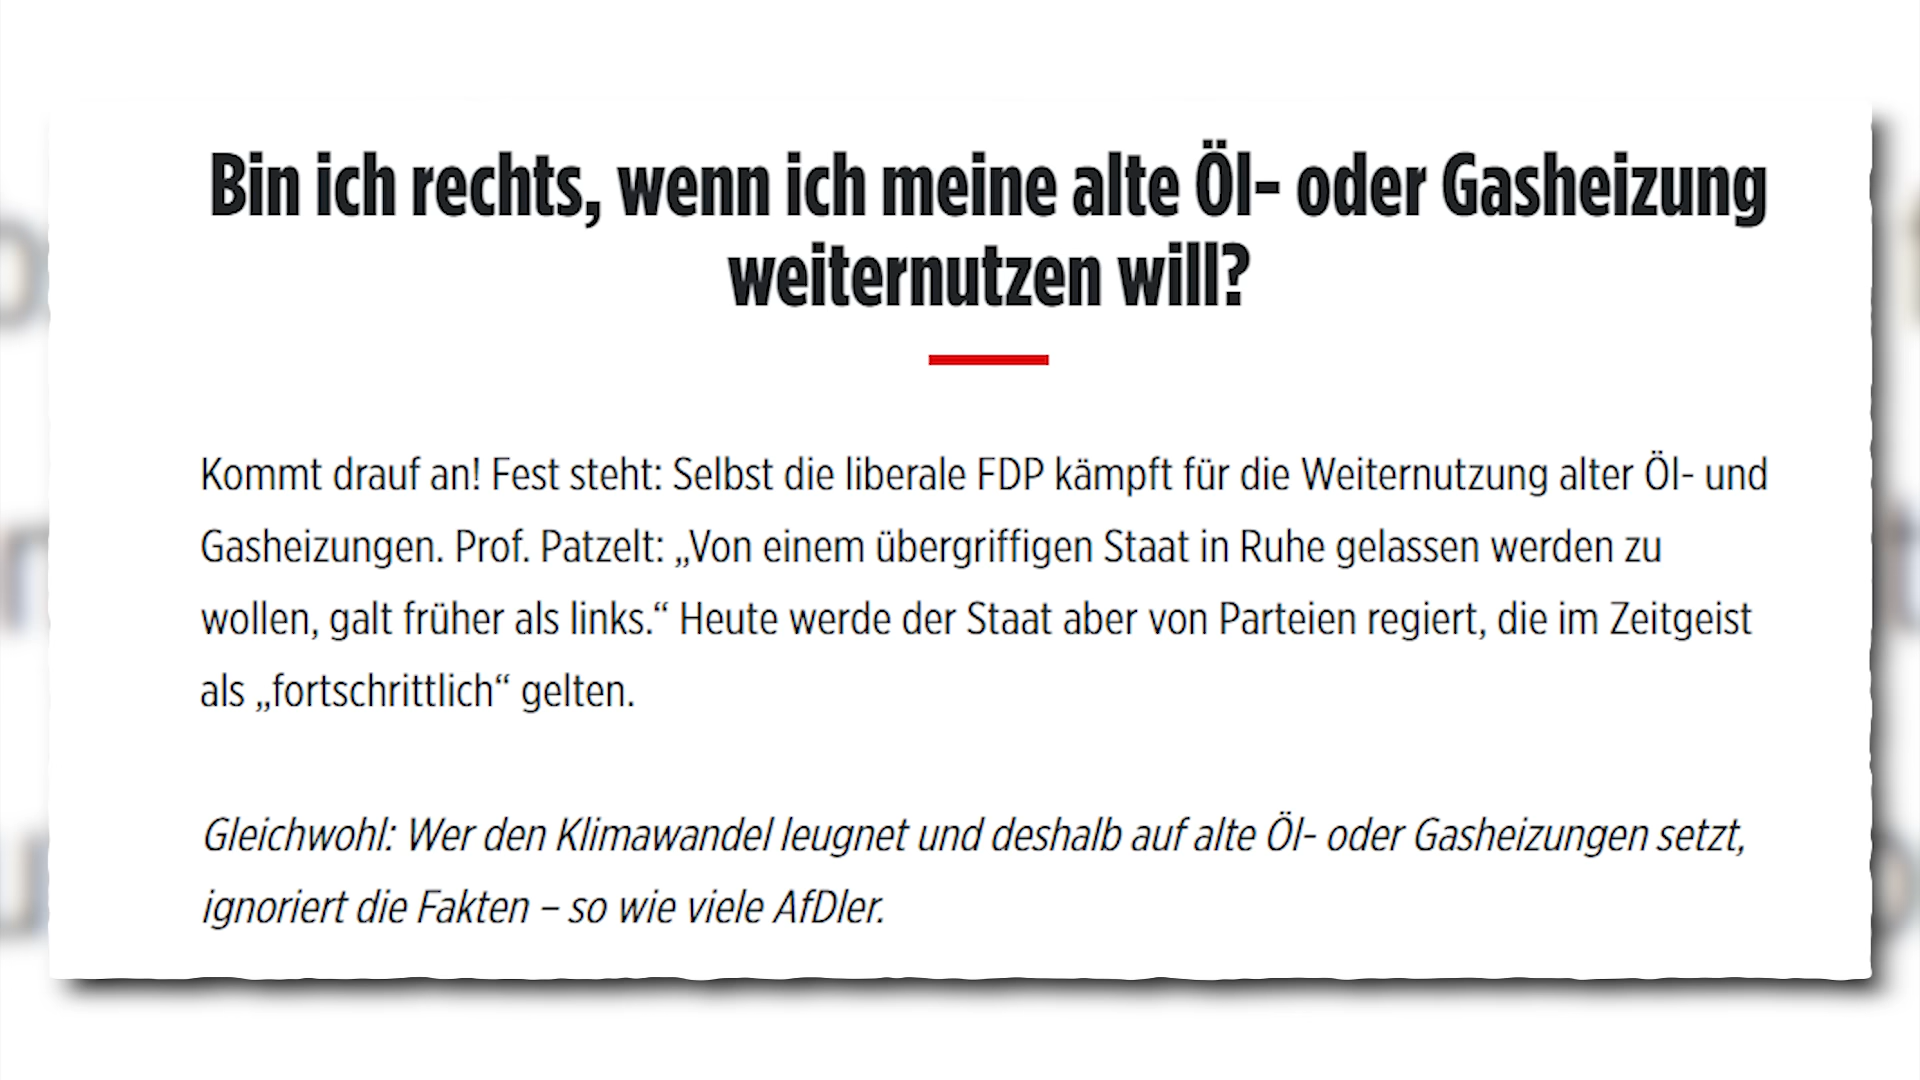 Bin ich rechts, wenn ich meine alte Öl- oder Gasheizung
weiternutzen will?
Kommt drauf an! Fest steht: Selbst die liberale FDP kämpft für die Weiternutzung alter Öl- und
Gasheizungen. Prof. Patzelt: „Von einem übergriffigen Staat in Ruhe gelassen werden zu
wollen, galt früher als links.“ Heute werde der Staat aber von Parteien regiert, die im Zeitgeist
als „fortschrittlich“ gelten.
Gleichwohl: Wer den Klimawandel leugnet und deshalb auf alte Öl- oder Gasheizungen setzt,
ignoriert die Fakten – so wie viele AfDler.